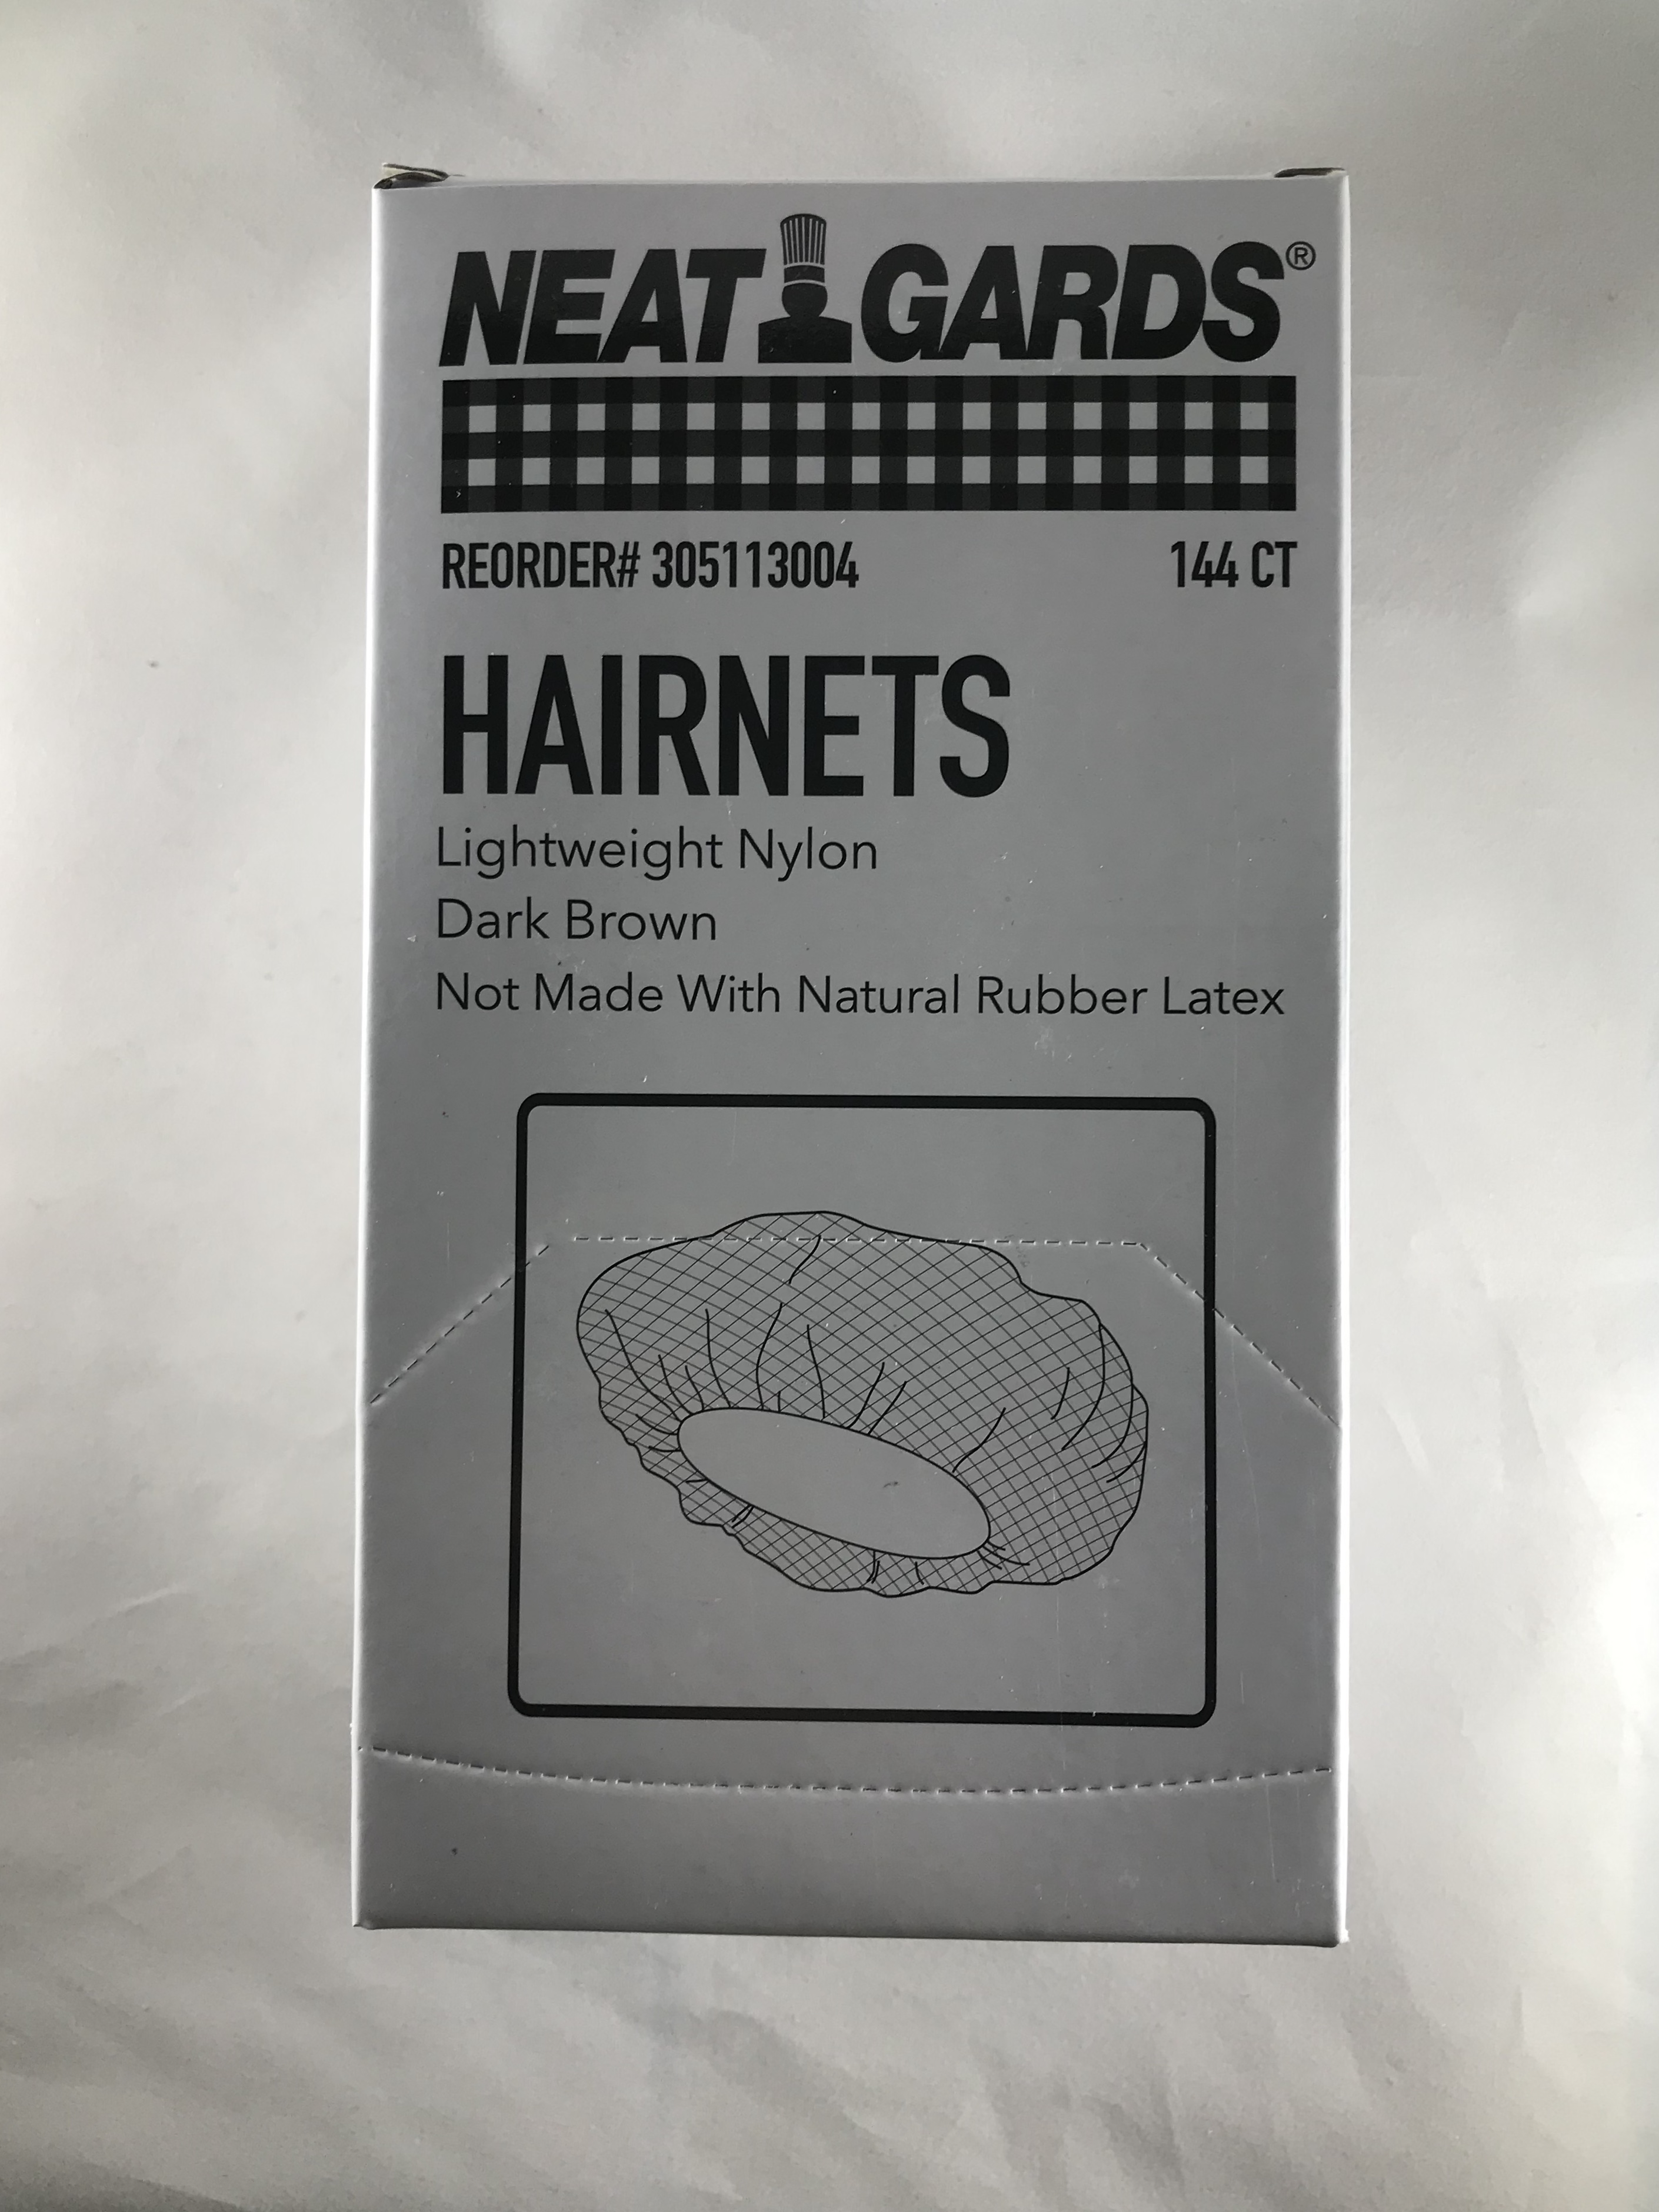 NEAT GARDS®
REORDER# 305113004 144 CT
HAIRNETS
Lightweight Nylon
Dark Brown
Not Made With Natural Rubber Latex